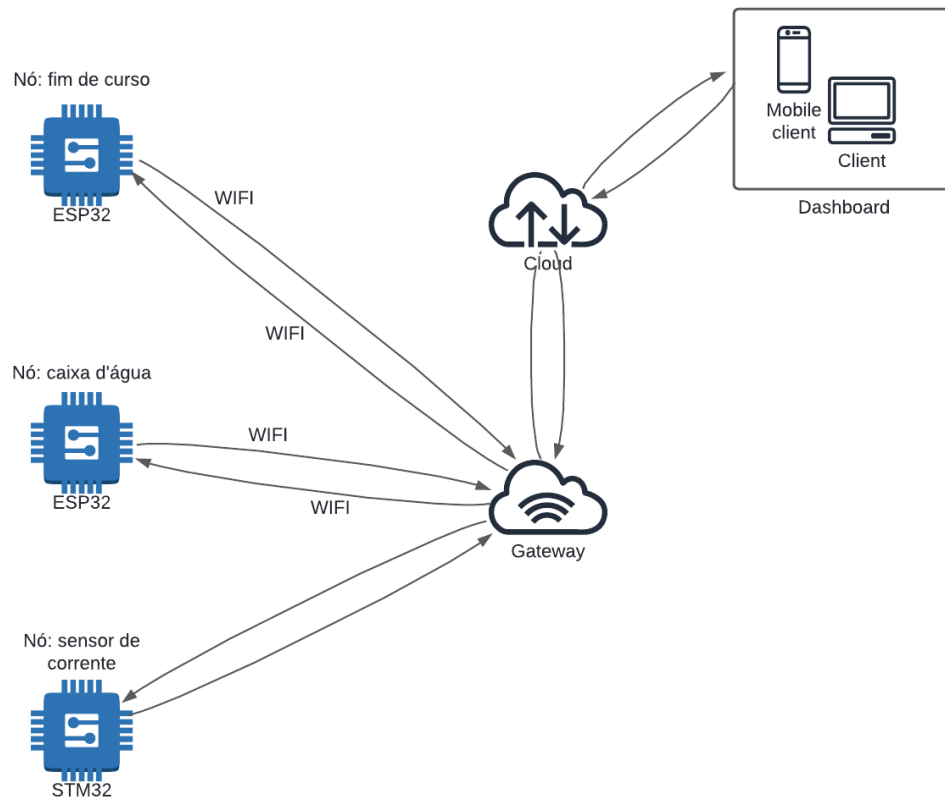 Nó: fim de curso
ESP32
WIFI
WIFI
Nó: caixa d'água
ESP32
WIFI
WIFI
Nó: sensor de
corrente
STM32
Gateway
Cloud
Mobile
client
Client
Dashboard